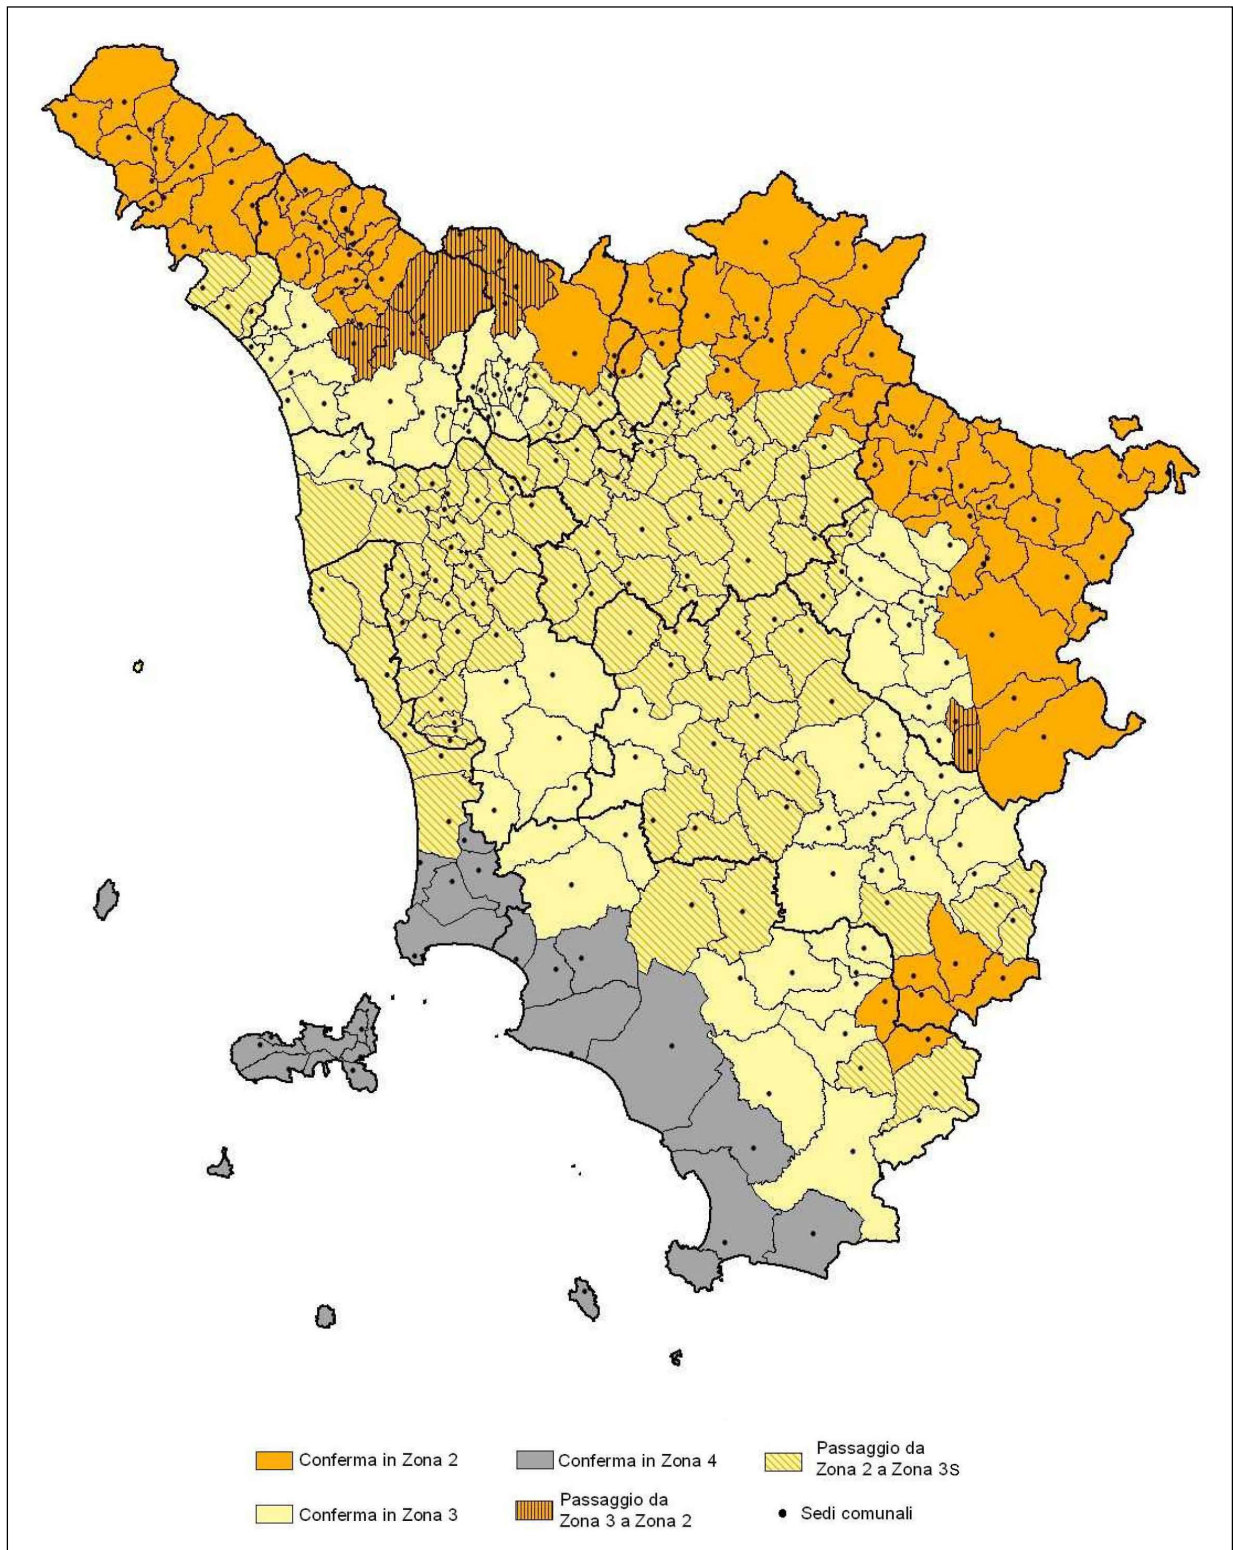 Conferma in Zona 2
Conferma in Zona 4
Passaggio da
Zona 2 a Zona 3S
Conferma in Zona 3
Passaggio da
Zona 3 a Zona 2
Sedi comunali